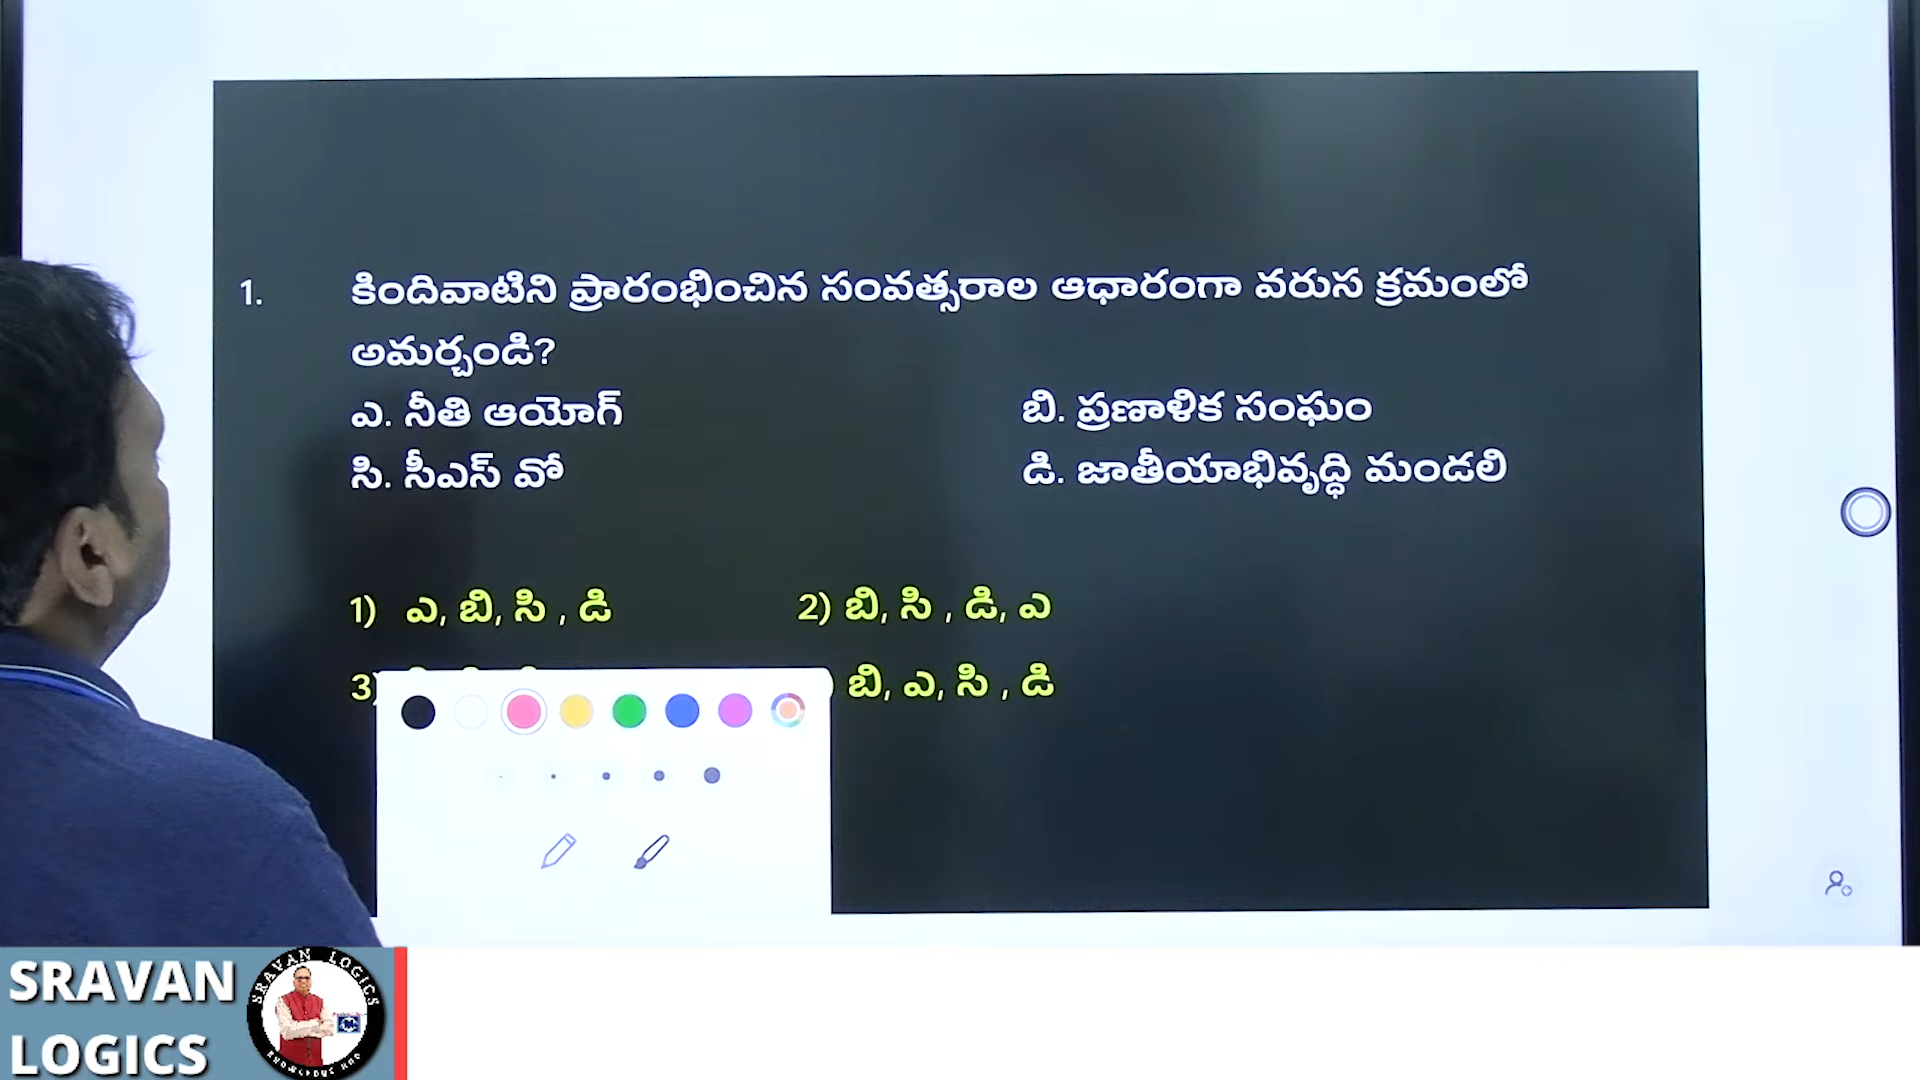 1. కిందివాటిని ప్రారంభించిన సంవత్సరాల ఆధారంగా వరుస క్రమంలో
అమర్చండి?
ఎ. నీతి ఆయోగ్ బి. ప్రణాళిక సంఘం
సి. సీఎస్ వో డి. జాతీయాభివృద్ధి మండలి
1) ఎ, బి, సి , డి 2) బి, సి , డి, ఎ
3) బి, ఎ, సి , డి
SRAVAN
LOGICS
SRAVAN LOGICS